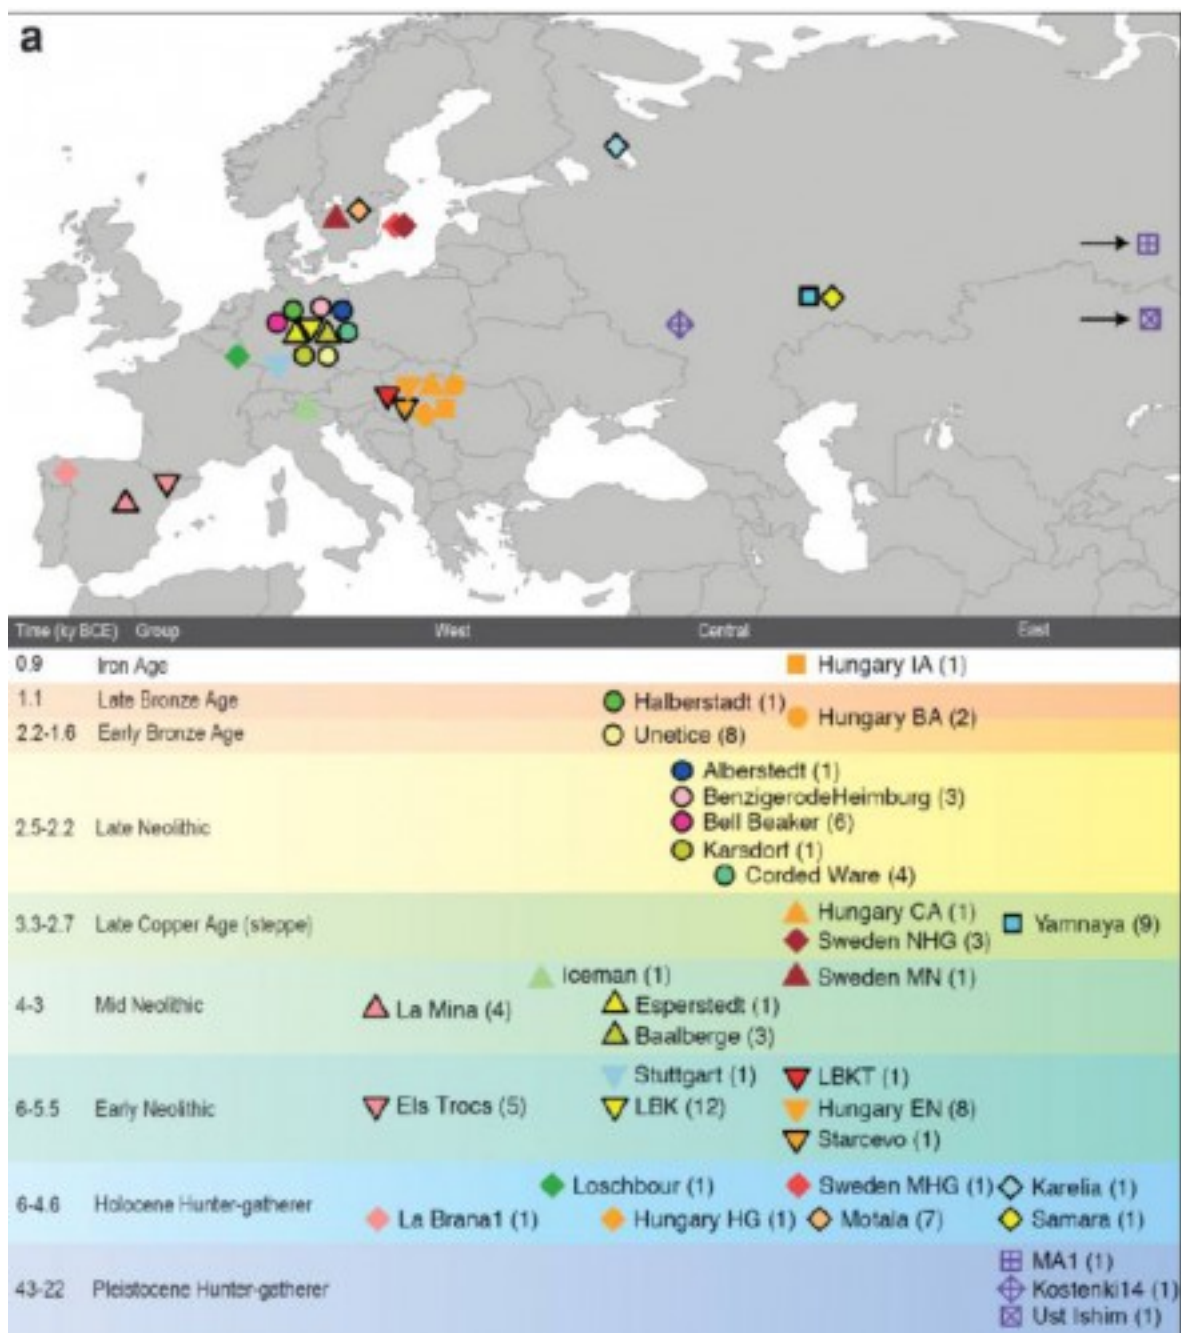 a
Time (ky BCE) Group West Central East
0.9 Iron Age Hungary IA (1)
1.1 Late Bronze Age Halberstadt (1)
Hungary BA (2)
2.2-1.6 Early Bronze Age Unetice (8)
Alberstedt (1)
BenzigerodeHeimburg (3)
2.5-2.2 Late Neolithic Bell Beaker (6)
Karsdorf (1)
Corded Ware (4)
Hungary CA (1)
3.3-2.7 Late Copper Age (steppe) Yamnaya (9)
Sweden NHG (3)
Iceman (1) Sweden MN (1)
4-3 Mid Neolithic La Mina (4) Esperstedt (1)
Baalberge (3)
Stuttgart (1) LBKT (1)
6-5.5 Early Neolithic Els Trocs (5) LBK (12) Hungary EN (8)
Starcevo (1)
Loschbour (1) Sweden MHG (1) Karelia (1)
6-4.6 Holocene Hunter-gatherer
La Brana1 (1) Hungary HG (1) Motala (7) Samara (1)
MA1 (1)
43-22 Pleistocene Hunter-gatherer Kostenki14 (1)
Ust Ishim (1)